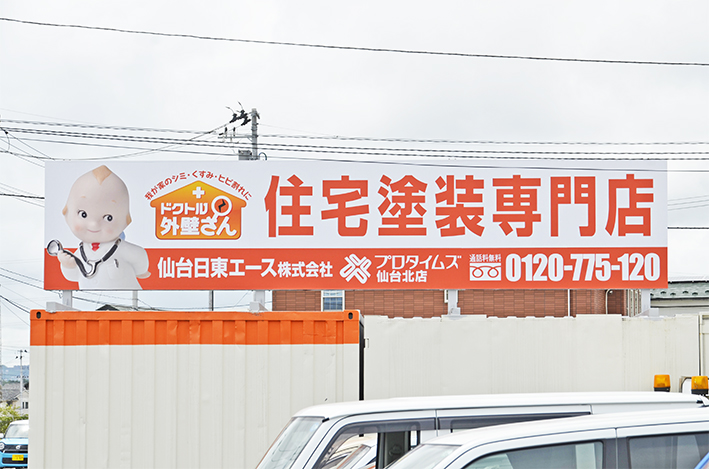 我が家のシミ・くすみ・ヒビ割れに
ドクトル
外壁さん
住宅塗装専門店
仙台日東エース株式会社
プロタイムズ
仙台北店
通話料無料
0120-775-120